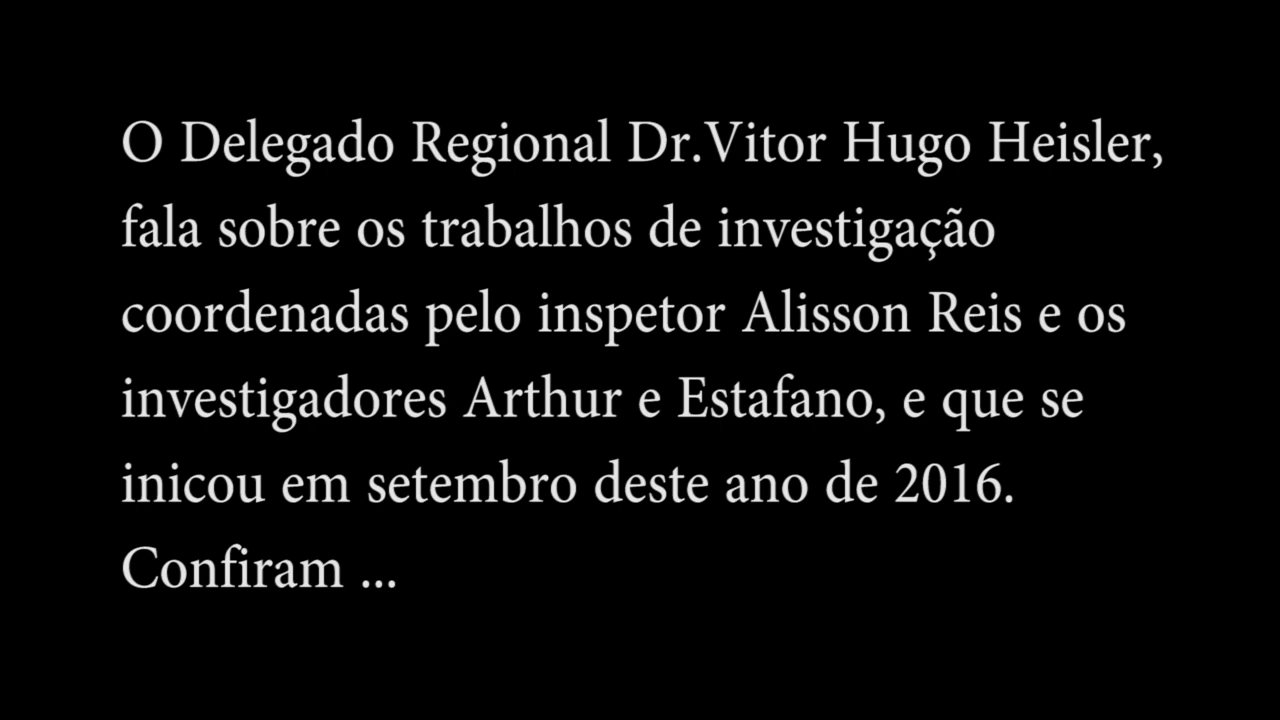 O Delegado Regional Dr.Vitor Hugo Heisler,
fala sobre os trabalhos de investigação
coordenadas pelo inspetor Alisson Reis e os
investigadores Arthur e Estafano, e que se
inicou em setembro deste ano de 2016.
Confiram ...